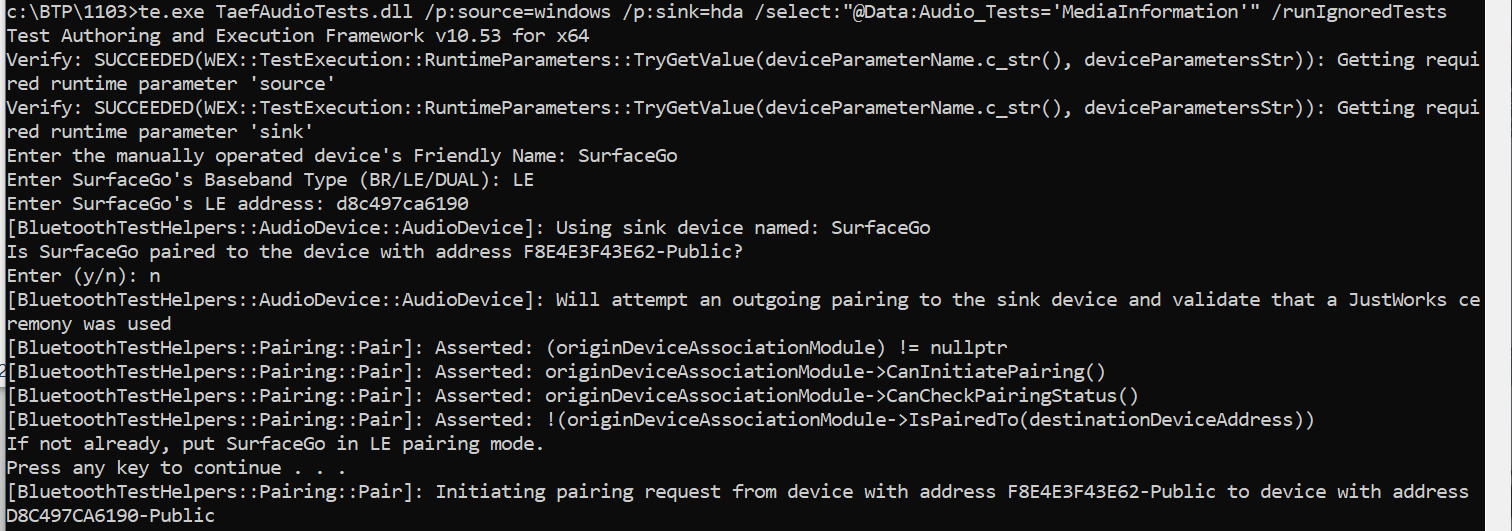 c:\BTP\1103>te.exe TaefAudioTests.dll /p:source=windows /p:sink=hda /select:"@Data:Audio_Tests='MediaInformation'" /runIgnoredTests
Test Authoring and Execution Framework v10.53 for x64
Verify: SUCCEEDED(WEX::TestExecution::RuntimeParameters::TryGetValue(deviceParameterName.c_str(), deviceParametersStr)): Getting requi
red runtime parameter 'source'
Verify: SUCCEEDED(WEX::TestExecution::RuntimeParameters::TryGetValue(deviceParameterName.c_str(), deviceParametersStr)): Getting requi
red runtime parameter 'sink'
Enter the manually operated device's Friendly Name: SurfaceGo
Enter SurfaceGo's Baseband Type (BR/LE/DUAL): LE
Enter SurfaceGo's LE address: d8c497ca6190
[BluetoothTestHelpers::AudioDevice::AudioDevice]: Using sink device named: SurfaceGo
Is SurfaceGo paired to the device with address F8E4E3F43E62-Public?
Enter (y/n): n
[BluetoothTestHelpers::AudioDevice::AudioDevice]: Will attempt an outgoing pairing to the sink device and validate that a JustWorks ce
remony was used
[BluetoothTestHelpers::Pairing::Pair]: Asserted: (originDeviceAssociationModule) != nullptr
[BluetoothTestHelpers::Pairing::Pair]: Asserted: originDeviceAssociationModule->CanInitiatePairing()
[BluetoothTestHelpers::Pairing::Pair]: Asserted: originDeviceAssociationModule->CanCheckPairingStatus()
[BluetoothTestHelpers::Pairing::Pair]: Asserted: !(originDeviceAssociationModule->IsPairedTo(destinationDeviceAddress))
If not already, put SurfaceGo in LE pairing mode.
Press any key to continue . . .
[BluetoothTestHelpers::Pairing::Pair]: Initiating pairing request from device with address F8E4E3F43E62-Public to device with address
D8C497CA6190-Public